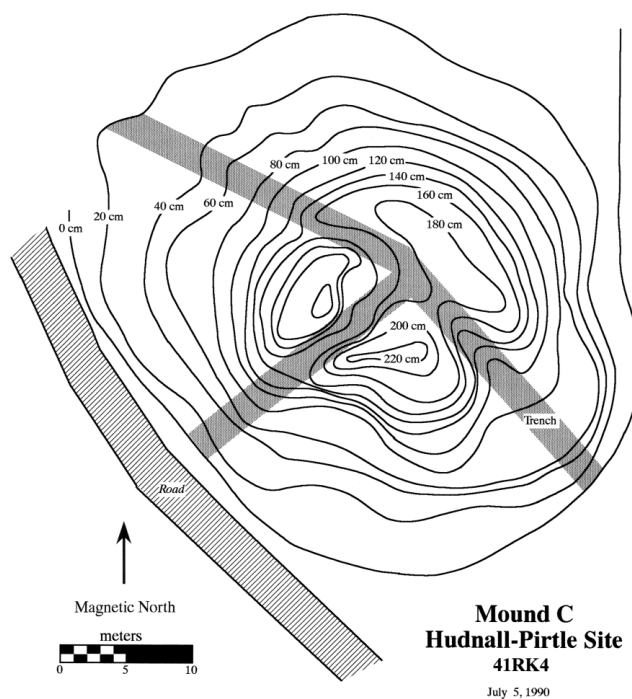 80 cm
100 cm
120 cm
140 cm
160 cm
180 cm
60 cm
40 cm
20 cm
0 cm
200 cm
220 cm
Trench
Road
Magnetic North
meters
0 5 10
Mound C
Hudnall-Pirtle Site
41RK4
July 5, 1990